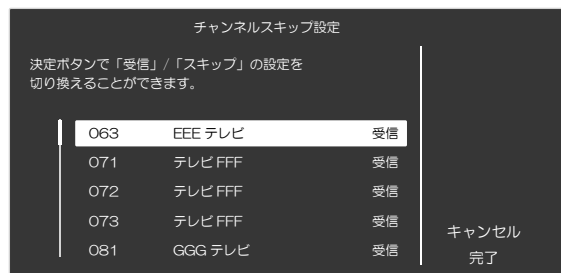 チャンネルスキップ設定
決定ボタンで「受信」/「スキップ」の設定を
切り換えることができます。
063 EEE テレビ 受信
071 テレビ FFF 受信
072 テレビ FFF 受信
073 テレビ FFF 受信
081 GGG テレビ 受信
キャンセル
完了